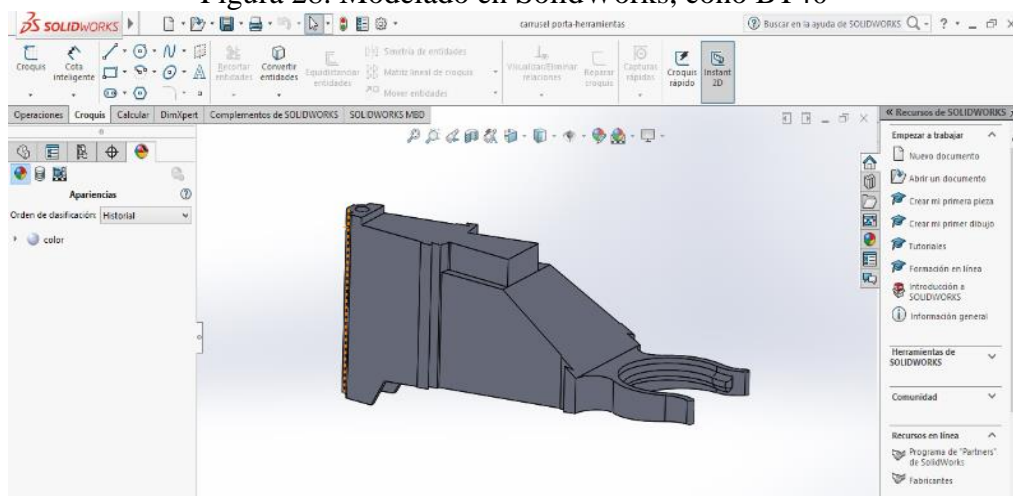 Figura 28. Modelado en SolidWorks, cono BT40
SOLIDWORKS
carrusel porta-herramientas
Buscar en la ayuda de SOLIDWORKS
Croquis
Cota inteligente
Recortar entidades
Convertir entidades
Equidistanciar entidades
Simetría de entidades
Matriz lineal de croquis
Mover entidades
Visualizar/Eliminar relaciones
Reparar croquis
Capturas rápidas
Croquis rápido
Instant 2D
Operaciones
Croquis
Calcular
DimXpert
Complementos de SOLIDWORKS
SOLIDWORKS MBD
Apariencias
Orden de clasificación: Historial
color
Recursos de SOLIDWORKS
Empezar a trabajar
Nuevo documento
Abrir un documento
Crear mi primera pieza
Crear mi primer dibujo
Tutoriales
Formación en línea
Introducción a SOLIDWORKS
Información general
Herramientas de SOLIDWORKS
Comunidad
Recursos en línea
Programa de "Partners" de SolidWorks
Fabricantes